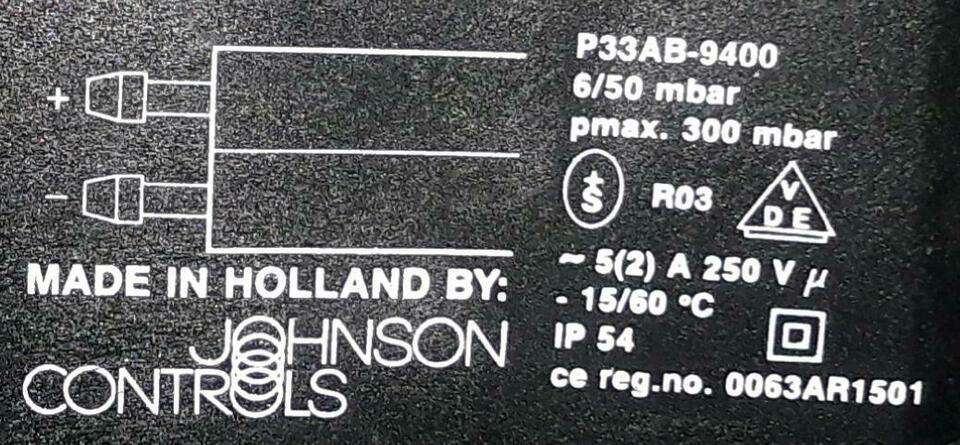 +
−
MADE IN HOLLAND BY:
JOHNSON
CONTROLS
P33AB-9400
6/50 mbar
pmax. 300 mbar
+S R03 VDE
~ 5(2) A 250 V µ
- 15/60 °C
IP 54
ce reg.no. 0063AR1501